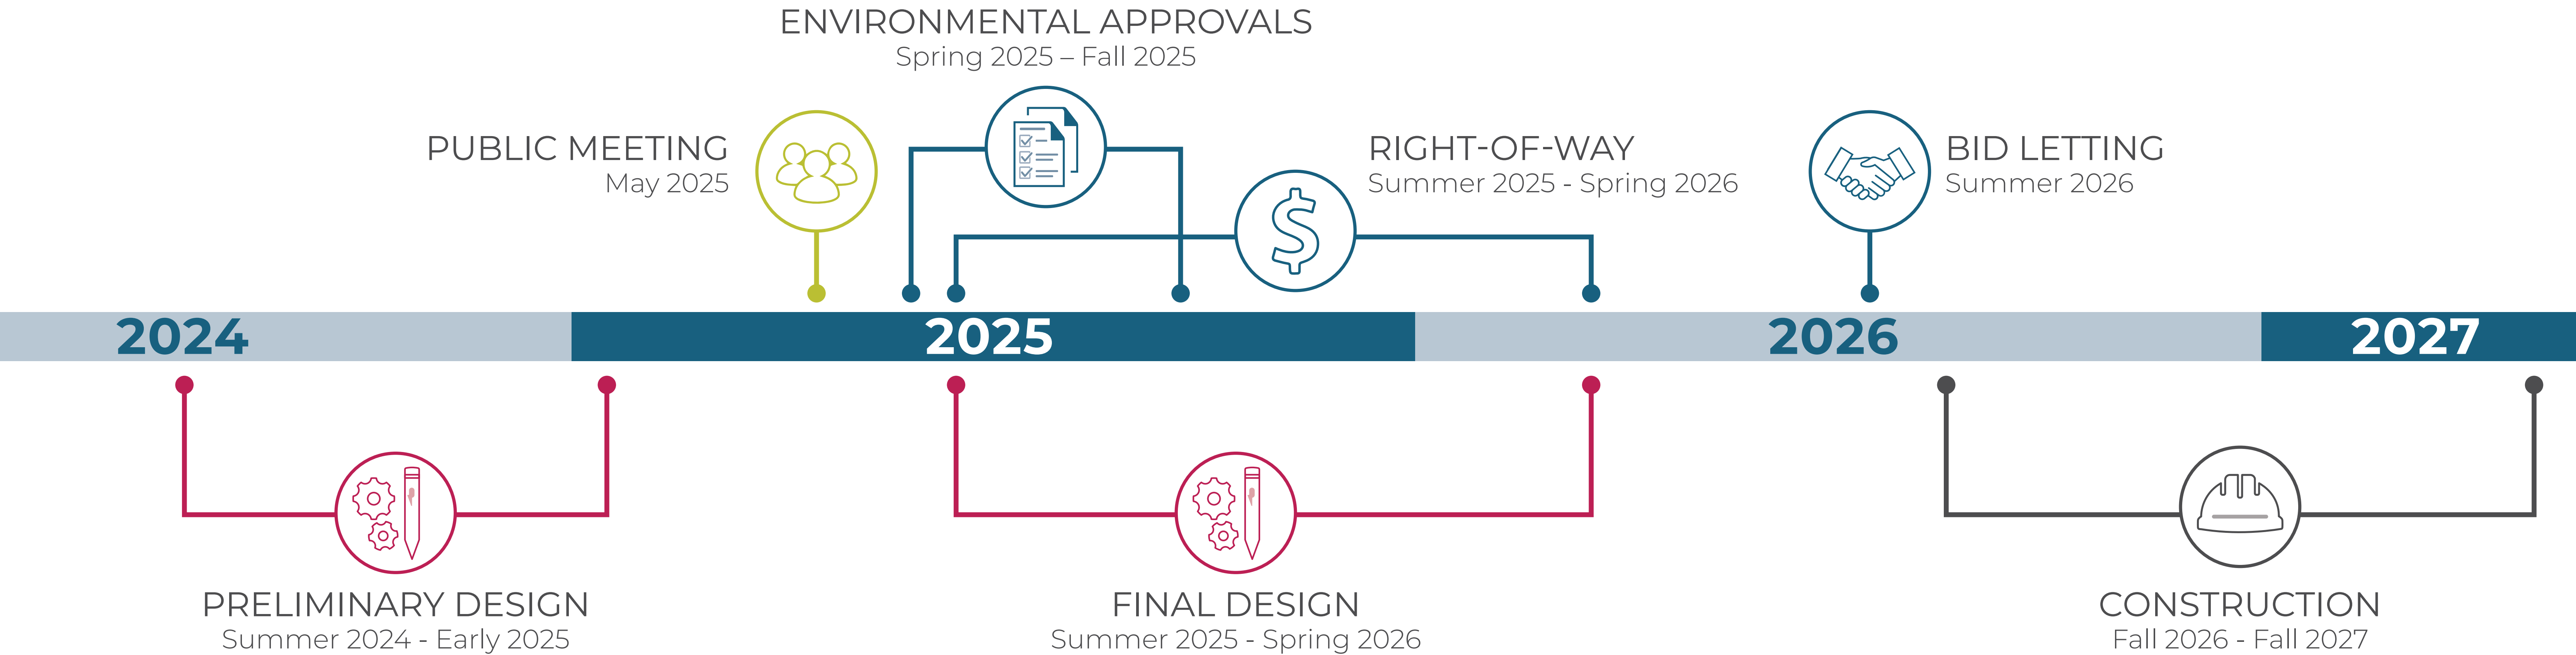 ENVIRONMENTAL APPROVALS
Spring 2025 – Fall 2025
PUBLIC MEETING
May 2025
RIGHT-OF-WAY
Summer 2025 - Spring 2026
$
BID LETTING
Summer 2026
2024
2025
2026
2027
PRELIMINARY DESIGN
Summer 2024 - Early 2025
FINAL DESIGN
Summer 2025 - Spring 2026
CONSTRUCTION
Fall 2026 - Fall 2027